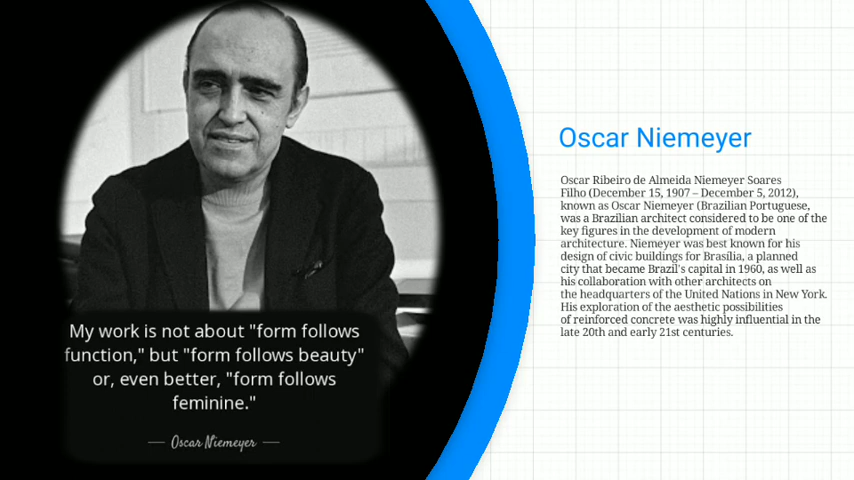 My work is not about "form follows
function," but "form follows beauty"
or, even better, "form follows
feminine."
Oscar Niemeyer
Oscar Niemeyer
Oscar Ribeiro de Almeida Niemeyer Soares
Filho (December 15, 1907 – December 5, 2012),
known as Oscar Niemeyer (Brazilian Portuguese,
was a Brazilian architect considered to be one of the
key figures in the development of modern
architecture. Niemeyer was best known for his
design of civic buildings for Brasília, a planned
city that became Brazil's capital in 1960, as well as
his collaboration with other architects on
the headquarters of the United Nations in New York.
His exploration of the aesthetic possibilities
of reinforced concrete was highly influential in the
late 20th and early 21st centuries.